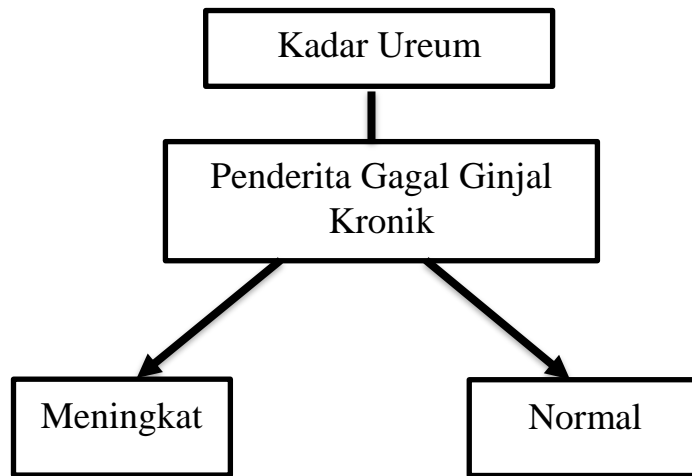 Kadar Ureum
Penderita Gagal Ginjal
Kronik
Meningkat
Normal